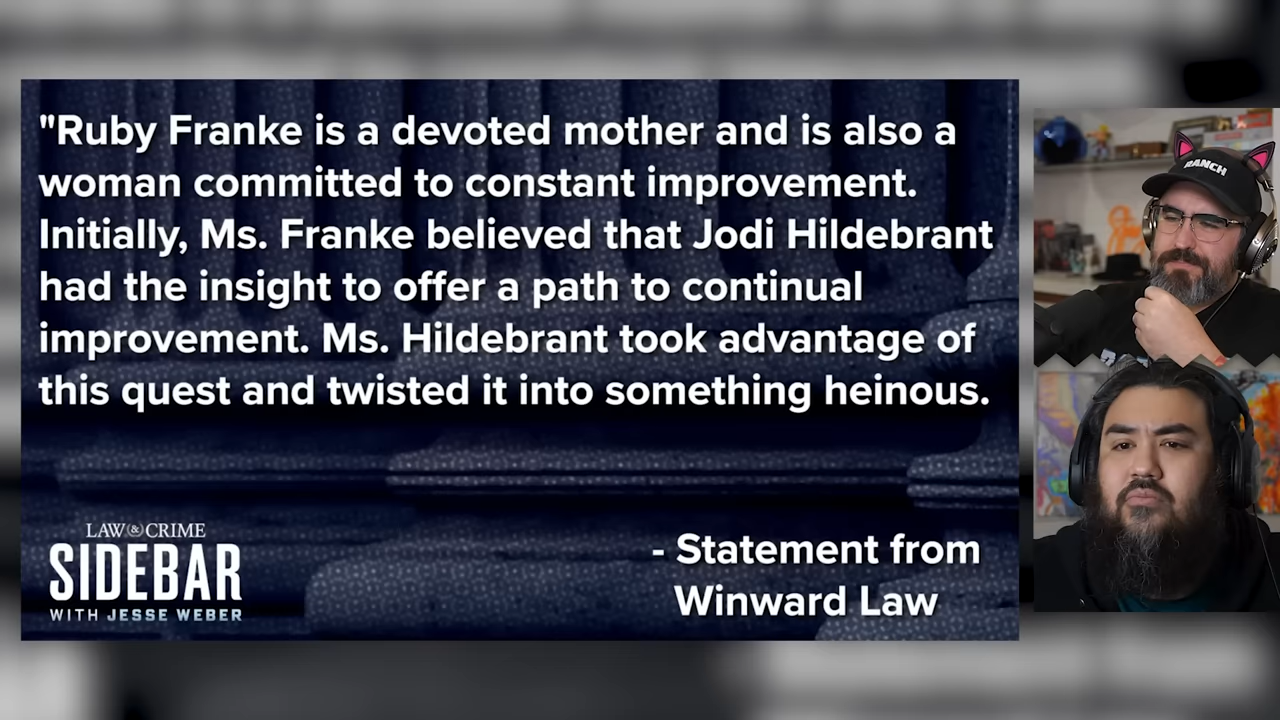 "Ruby Franke is a devoted mother and is also a
woman committed to constant improvement.
Initially, Ms. Franke believed that Jodi Hildebrant
had the insight to offer a path to continual
improvement. Ms. Hildebrant took advantage of
this quest and twisted it into something heinous.
- Statement from
Winward Law
LAW & CRIME
SIDEBAR
WITH JESSE WEBER
RANCH